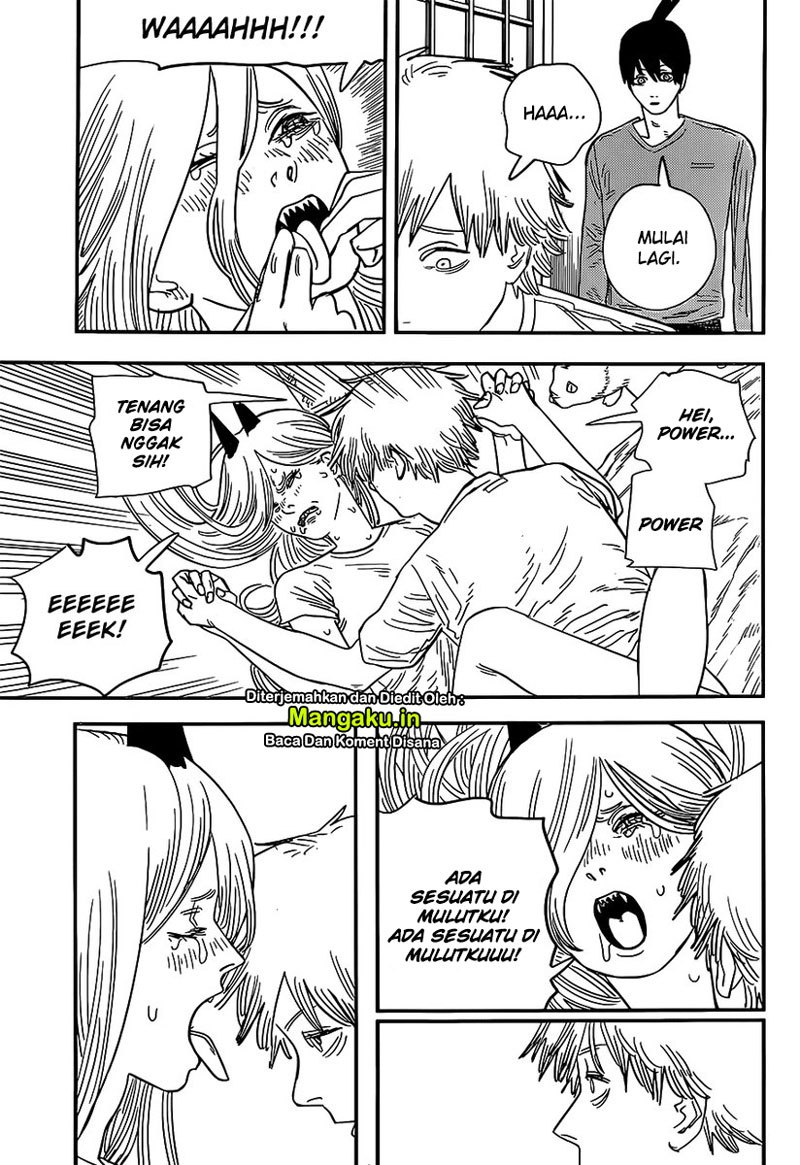 HAAA...
MULAI
LAGI.
WAAAAHHH!!!
HEI,
POWER...
POWER
TENANG
BISA
NGGAK
SIH!
EEEEEE
EEEK!
Diterjemahkan dan Diedit Oleh :
Mangaku.in
Baca Dan Koment Disana
ADA
SESUATU DI
MULUTKU!
ADA SESUATU DI
MULUTKUUU!